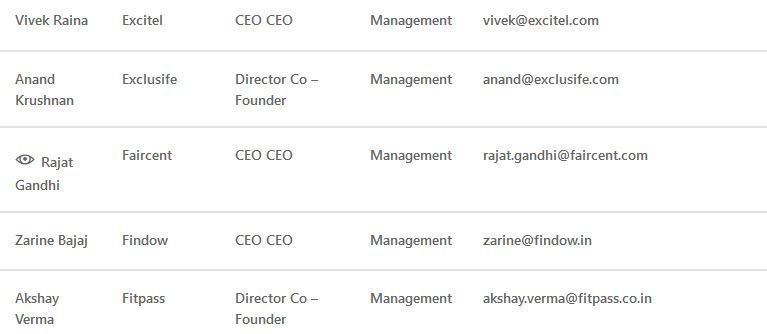 Vivek Raina Excitel CEO CEO Management vivek@excitel.com
Anand Exclusife Director Co – Management anand@exclusife.com
Krushnan Founder
Rajat Faircent CEO CEO Management rajat.gandhi@faircent.com
Gandhi
Zarine Bajaj Findow CEO CEO Management zarine@findow.in
Akshay Fitpass Director Co – Management akshay.verma@fitpass.co.in
Verma Founder